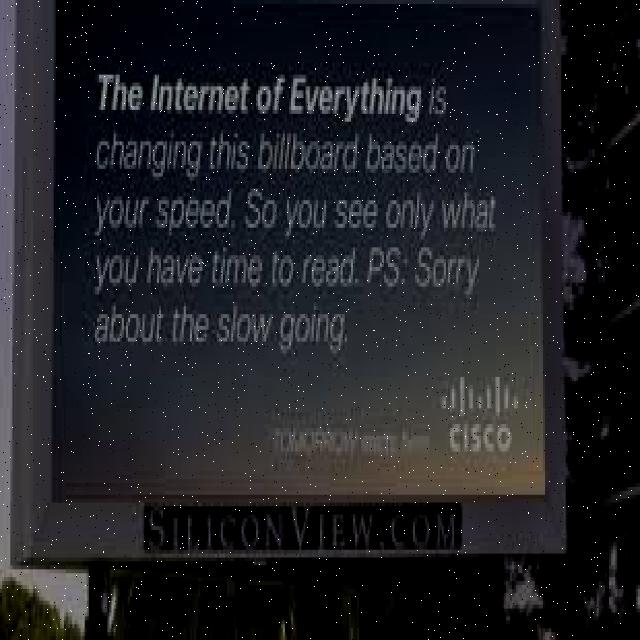 The Internet of Everything is
changing this billboard based on
your speed. So you see only what
you have time to read. PS: Sorry
about the slow going.
CISCO
SILICONVIEW.COM